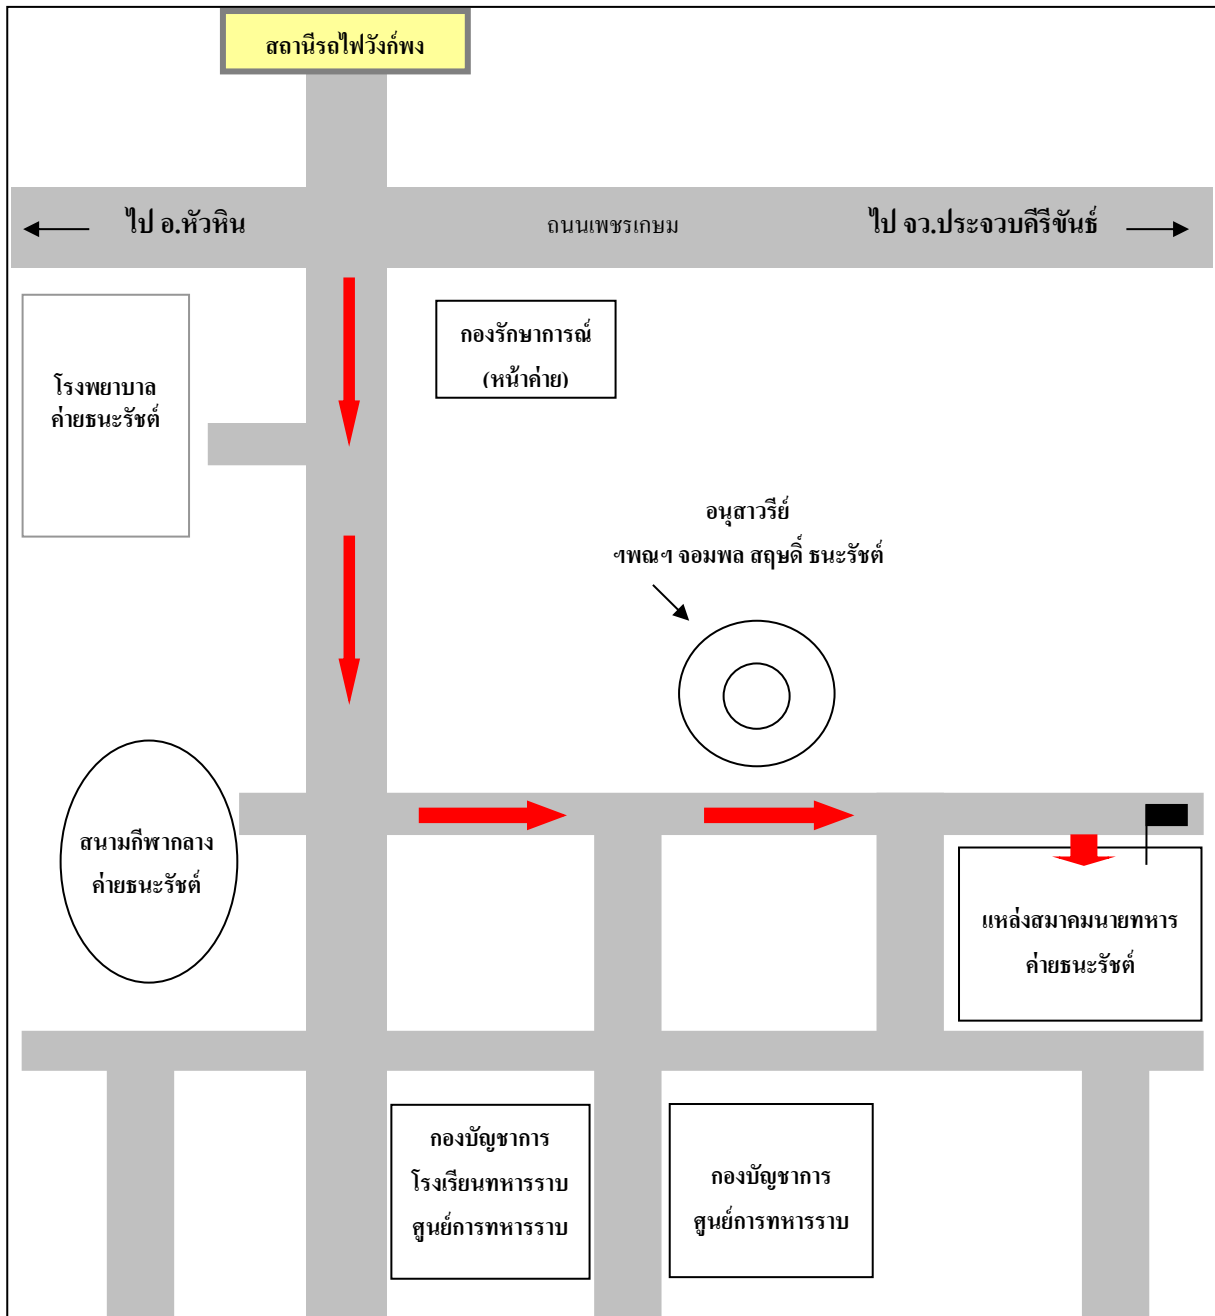 สถานีรถไฟวังก์พง
ไป อ.หัวหิน
ถนนเพชรเกษม
ไป จว.ประจวบคีรีขันธ์
กองรักษาการณ์
(หน้าค่าย)
โรงพยาบาล
ค่ายธนะรัชต์
อนุสาวรีย์
ฯพณฯ จอมพล สฤษดิ์ ธนะรัชต์
สนามกีฬากลาง
ค่ายธนะรัชต์
แหล่งสมาคมนายทหาร
ค่ายธนะรัชต์
กองบัญชาการ
โรงเรียนทหารราบ
ศูนย์การทหารราบ
กองบัญชาการ
ศูนย์การทหารราบ